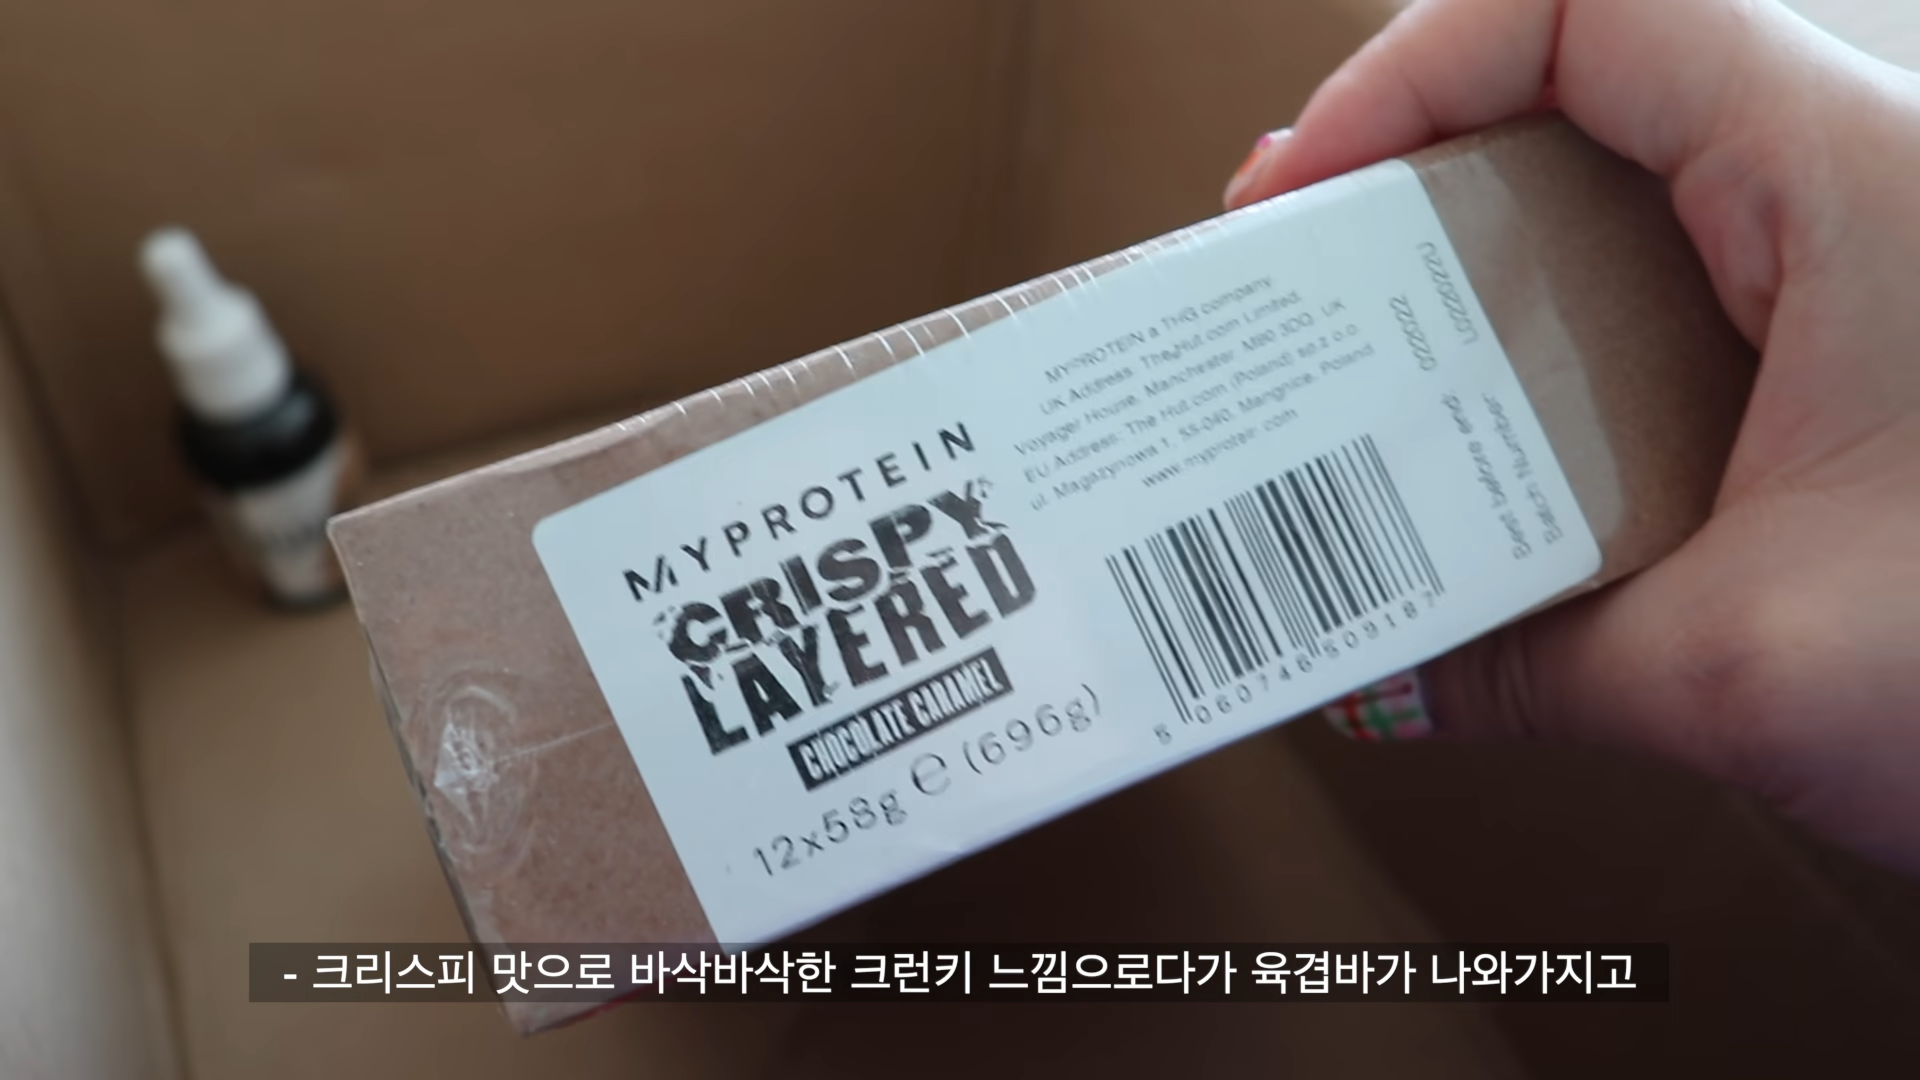 MYPROTEIN
CRISPY
LAYERED
CHOCOLATE CARAMEL
12x58g ℮ (696g)
MYPROTEIN a THG company.
UK Address: TheHut.com Limited,
Voyager House, Manchester, M90 3DQ, UK
EU Address: The Hut.com (Poland) sp.z o.o.
ul. Magazynowa 1, 55-040, Magnice, Poland
www.myprotein.com
5 060746 509187
Best before end: 022022
Batch Number: L0220220
- 크리스피 맛으로 바삭바삭한 크런키 느낌으로다가 육겹바가 나와가지고